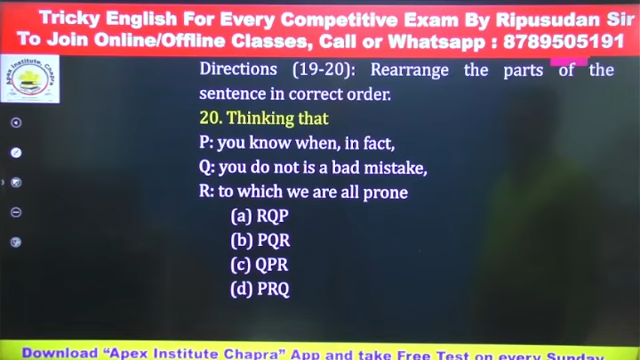 Tricky English For Every Competitive Exam By Ripusudan Sir
To Join Online/Offline Classes, Call or Whatsapp : 8789505191
Apex Institute, Chapra
Directions (19-20): Rearrange the parts of the
sentence in correct order.
20. Thinking that
P: you know when, in fact,
Q: you do not is a bad mistake,
R: to which we are all prone
(a) RQP
(b) PQR
(c) QPR
(d) PRQ
Download “Apex Institute Chapra” App and take Free Test on every Sunday